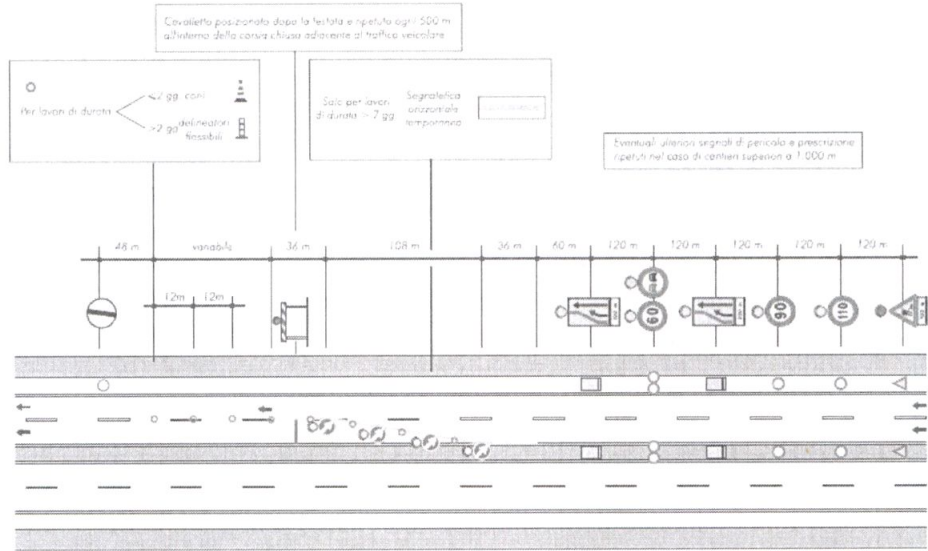 Cavalletto posizionato dopo la testata e ripetuto ogni 500 m
all'interno della corsia chiusa adiacente al traffico veicolare
Per lavori di durata
<2 gg coni
>2 gg delineatori
flessibili
Solo per lavori
di durata > 7 gg
Segnaletica
orizzontale
temporanea
Eventuali ulteriori segnali di pericolo e prescrizione
ripetuti nel caso di cantieri superiori a 1.000 m
48 m
variabile
36 m
108 m
36 m
60 m
120 m
120 m
120 m
120 m
120 m
12m
12m
60
90
110